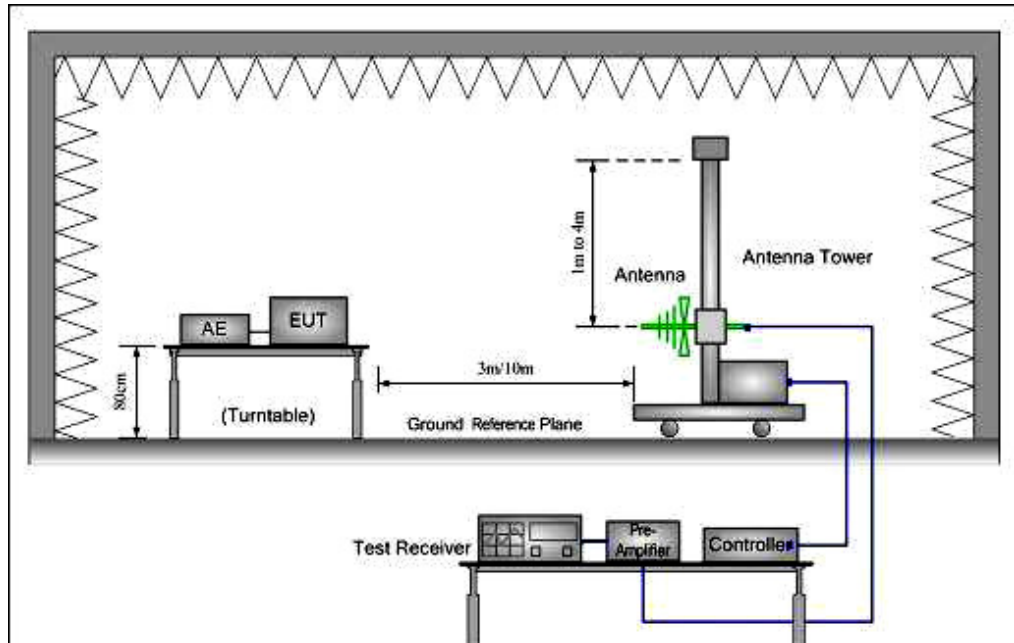 1m to 4m
Antenna
Antenna Tower
AE
EUT
80cm
3m/10m
(Turntable)
Ground Reference Plane
Test Receiver
Pre-
Amplifier
Controller